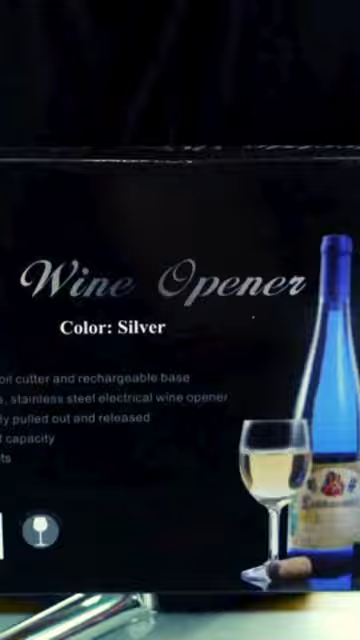 Wine Opener
Color: Silver
oil cutter and rechargeable base
s, stainless steel electrical wine opener
ly pulled out and released
capacity
ts